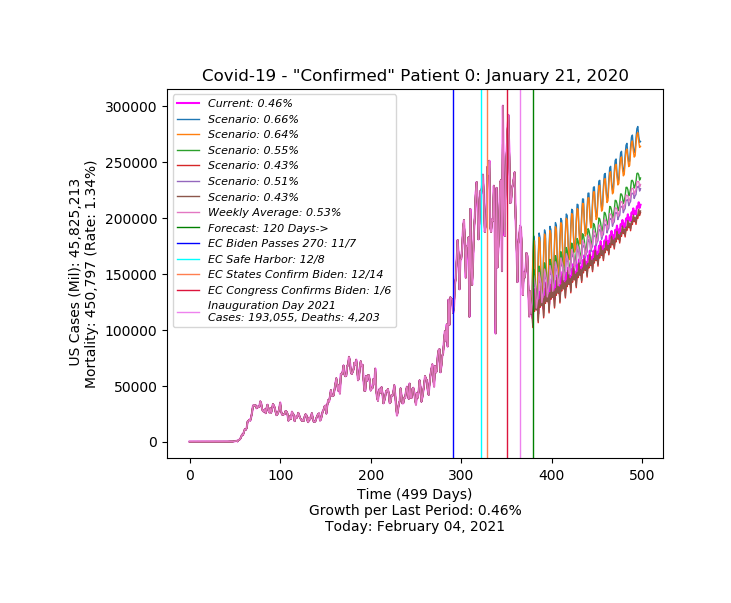 Covid-19 - "Confirmed" Patient 0: January 21, 2020
US Cases (Mil): 45,825,213
Mortality: 450,797 (Rate: 1.34%)
300000
250000
200000
150000
100000
50000
0
Current: 0.46%
Scenario: 0.66%
Scenario: 0.64%
Scenario: 0.55%
Scenario: 0.43%
Scenario: 0.51%
Scenario: 0.43%
Weekly Average: 0.53%
Forecast: 120 Days->
EC Biden Passes 270: 11/7
EC Safe Harbor: 12/8
EC States Confirm Biden: 12/14
EC Congress Confirms Biden: 1/6
Inauguration Day 2021
Cases: 193,055, Deaths: 4,203
0 100 200 300 400 500
Time (499 Days)
Growth per Last Period: 0.46%
Today: February 04, 2021